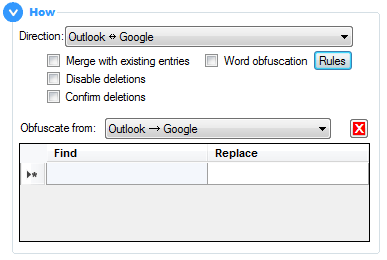 How
Direction: Outlook ⇔ Google
Merge with existing entries Word obfuscation Rules
Disable deletions
Confirm deletions
Obfuscate from: Outlook → Google
Find Replace